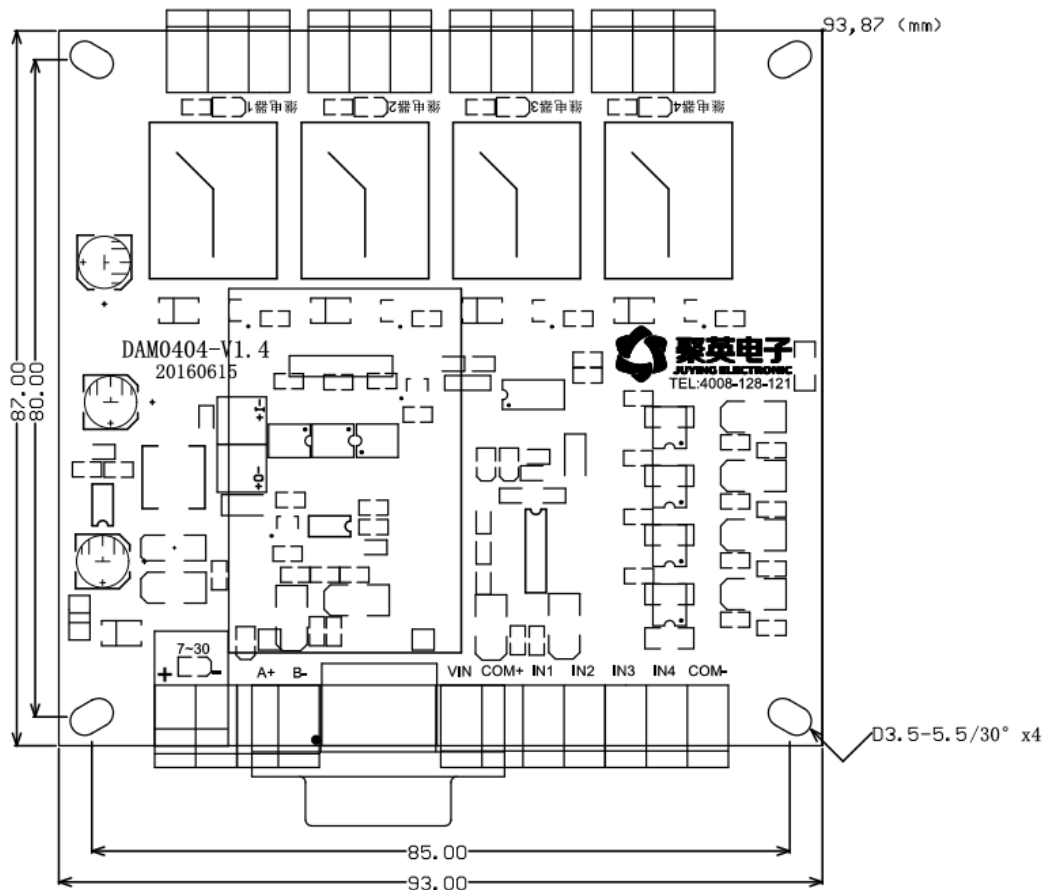 93,87 (mm)
继电器1 继电器2 继电器3 继电器4
DAM0404-V1.4
20160615
聚英电子
JUYING ELECTRONIC
TEL:4008-128-121
87.00
80.00
+I-
+O-
7~30
+ -
A+ B- VIN COM+ IN1 IN2 IN3 IN4 COM-
D3.5-5.5/30° x4
85.00
93.00